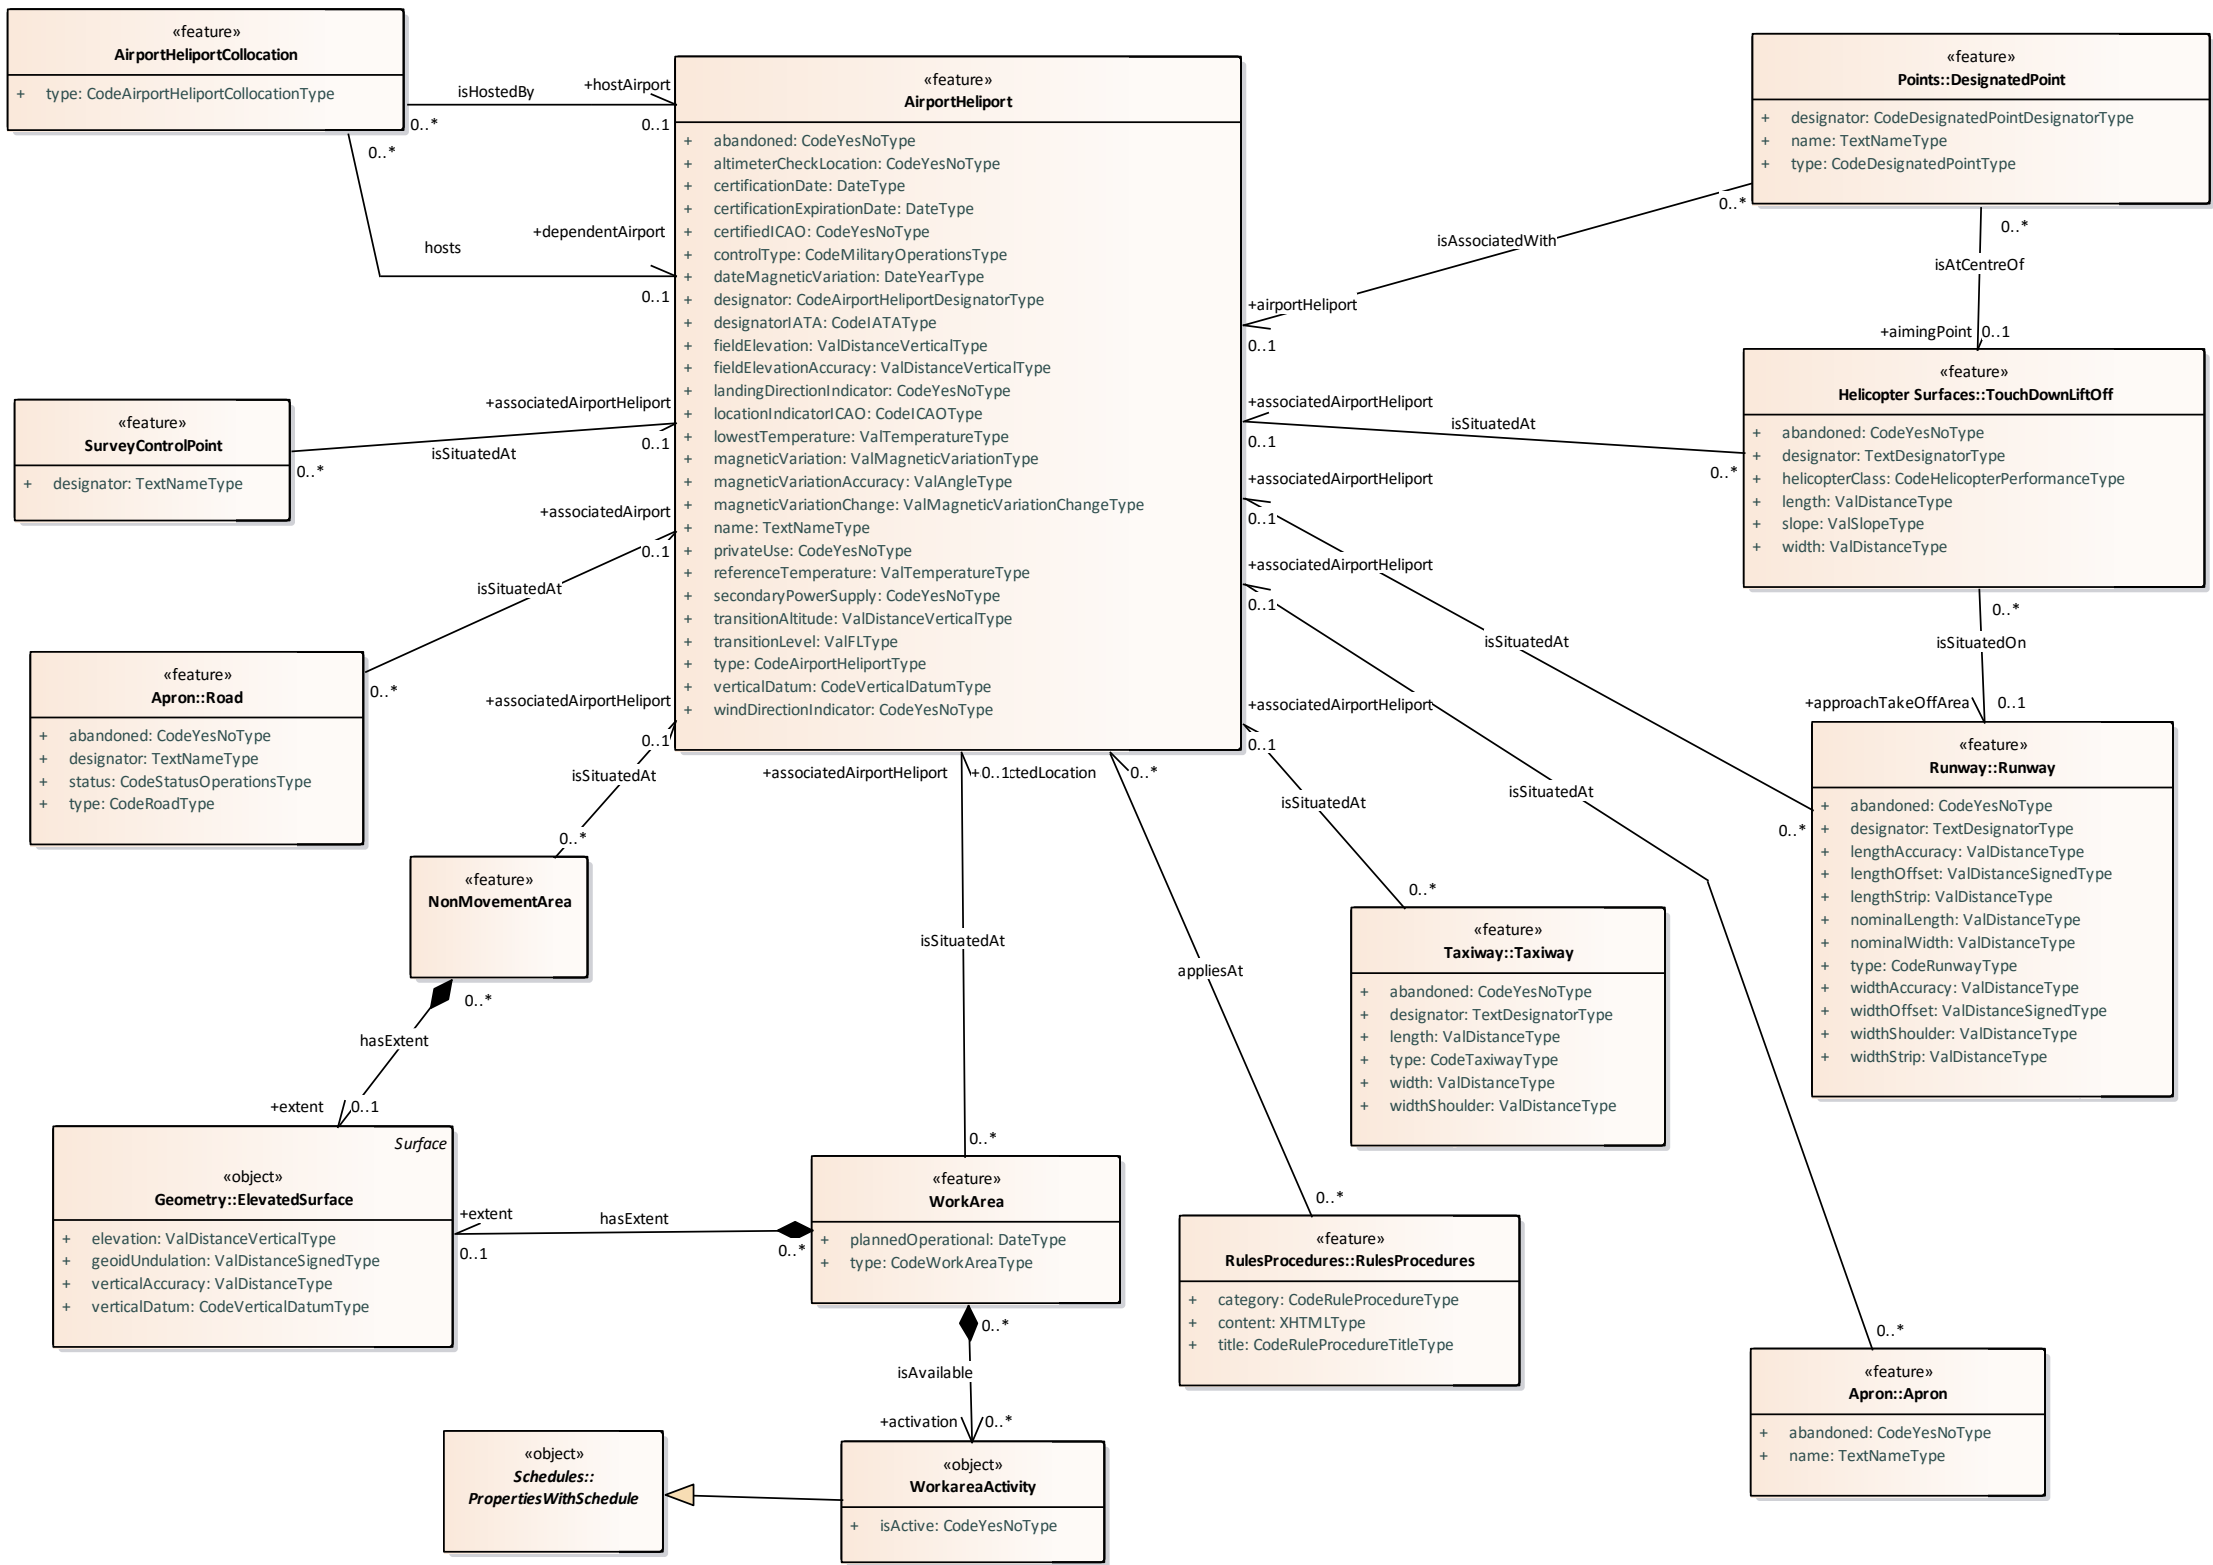 «feature»
AirportHeliportCollocation
+ type: CodeAirportHeliportCollocationType
isHostedBy
+hostAirport
0..*
0..1
0..*
hosts
+dependentAirport
0..1
«feature»
AirportHeliport
+ abandoned: CodeYesNoType
+ altimeterCheckLocation: CodeYesNoType
+ certificationDate: DateType
+ certificationExpirationDate: DateType
+ certifiedICAO: CodeYesNoType
+ controlType: CodeMilitaryOperationsType
+ dateMagneticVariation: DateYearType
+ designator: CodeAirportHeliportDesignatorType
+ designatorIATA: CodeIATAType
+ fieldElevation: ValDistanceVerticalType
+ fieldElevationAccuracy: ValDistanceVerticalType
+ landingDirectionIndicator: CodeYesNoType
+ locationIndicatorICAO: CodeICAOType
+ lowestTemperature: ValTemperatureType
+ magneticVariation: ValMagneticVariationType
+ magneticVariationAccuracy: ValAngleType
+ magneticVariationChange: ValMagneticVariationChangeType
+ name: TextNameType
+ privateUse: CodeYesNoType
+ referenceTemperature: ValTemperatureType
+ secondaryPowerSupply: CodeYesNoType
+ transitionAltitude: ValDistanceVerticalType
+ transitionLevel: ValFLType
+ type: CodeAirportHeliportType
+ verticalDatum: CodeVerticalDatumType
+ windDirectionIndicator: CodeYesNoType
«feature»
Points::DesignatedPoint
+ designator: CodeDesignatedPointDesignatorType
+ name: TextNameType
+ type: CodeDesignatedPointType
0..*
isAssociatedWith
+airportHeliport
0..1
0..*
isAtCentreOf
+aimingPoint
0..1
«feature»
Helicopter Surfaces::TouchDownLiftOff
+ abandoned: CodeYesNoType
+ designator: TextDesignatorType
+ helicopterClass: CodeHelicopterPerformanceType
+ length: ValDistanceType
+ slope: ValSlopeType
+ width: ValDistanceType
+associatedAirportHeliport
0..1
isSituatedAt
0..*
0..*
isSituatedOn
+approachTakeOffArea
0..1
«feature»
Runway::Runway
+ abandoned: CodeYesNoType
+ designator: TextDesignatorType
+ lengthAccuracy: ValDistanceType
+ lengthOffset: ValDistanceSignedType
+ lengthStrip: ValDistanceType
+ nominalLength: ValDistanceType
+ nominalWidth: ValDistanceType
+ type: CodeRunwayType
+ widthAccuracy: ValDistanceType
+ widthOffset: ValDistanceSignedType
+ widthShoulder: ValDistanceType
+ widthStrip: ValDistanceType
+associatedAirportHeliport
0..1
isSituatedAt
0..*
+associatedAirportHeliport
0..1
isSituatedAt
0..*
«feature»
Apron::Apron
+ abandoned: CodeYesNoType
+ name: TextNameType
+associatedAirportHeliport
0..1
isSituatedAt
0..*
«feature»
Taxiway::Taxiway
+ abandoned: CodeYesNoType
+ designator: TextDesignatorType
+ length: ValDistanceType
+ type: CodeTaxiwayType
+ width: ValDistanceType
+ widthShoulder: ValDistanceType
«feature»
SurveyControlPoint
+ designator: TextNameType
+associatedAirportHeliport
0..1
isSituatedAt
0..*
+associatedAirport
0..1
isSituatedAt
0..*
«feature»
Apron::Road
+ abandoned: CodeYesNoType
+ designator: TextNameType
+ status: CodeStatusOperationsType
+ type: CodeRoadType
+associatedAirportHeliport
0..1
isSituatedAt
0..*
«feature»
NonMovementArea
0..*
hasExtent
+extent
0..1
Surface
«object»
Geometry::ElevatedSurface
+ elevation: ValDistanceVerticalType
+ geoidUndulation: ValDistanceSignedType
+ verticalAccuracy: ValDistanceType
+ verticalDatum: CodeVerticalDatumType
+extent
0..1
hasExtent
0..*
+associatedAirportHeliport
+0..1ctedLocation
0..*
isSituatedAt
0..*
appliesAt
0..*
«feature»
WorkArea
+ plannedOperational: DateType
+ type: CodeWorkAreaType
0..*
isAvailable
+activation
0..*
«object»
WorkareaActivity
+ isActive: CodeYesNoType
«object»
Schedules::
PropertiesWithSchedule
«feature»
RulesProcedures::RulesProcedures
+ category: CodeRuleProcedureType
+ content: XHTMLType
+ title: CodeRuleProcedureTitleType